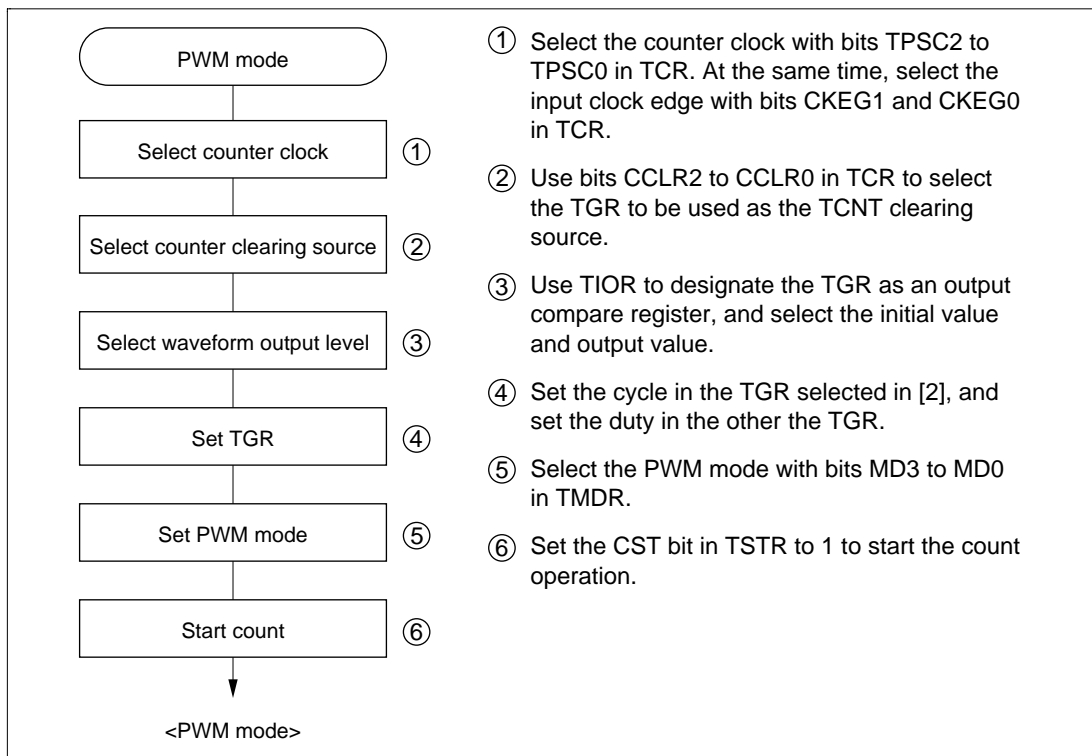 PWM mode
Select counter clock
①
Select counter clearing source
②
Select waveform output level
③
Set TGR
④
Set PWM mode
⑤
Start count
⑥
<PWM mode>
① Select the counter clock with bits TPSC2 to
TPSC0 in TCR. At the same time, select the
input clock edge with bits CKEG1 and CKEG0
in TCR.
② Use bits CCLR2 to CCLR0 in TCR to select
the TGR to be used as the TCNT clearing
source.
③ Use TIOR to designate the TGR as an output
compare register, and select the initial value
and output value.
④ Set the cycle in the TGR selected in [2], and
set the duty in the other the TGR.
⑤ Select the PWM mode with bits MD3 to MD0
in TMDR.
⑥ Set the CST bit in TSTR to 1 to start the count
operation.